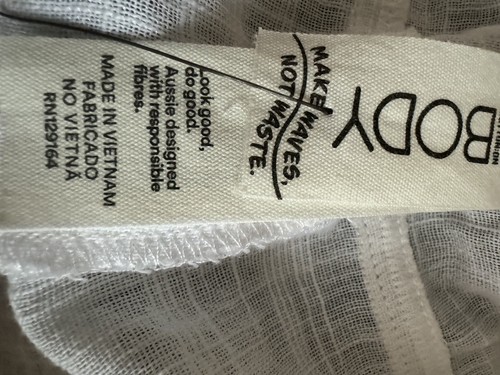 BODY
MAKE WAVES,
NOT WASTE.
Look good,
do good.
Aussie designed
with responsible
fibres.
MADE IN VIETNAM
FABRICADO
NO VIETNÃ
RN129164